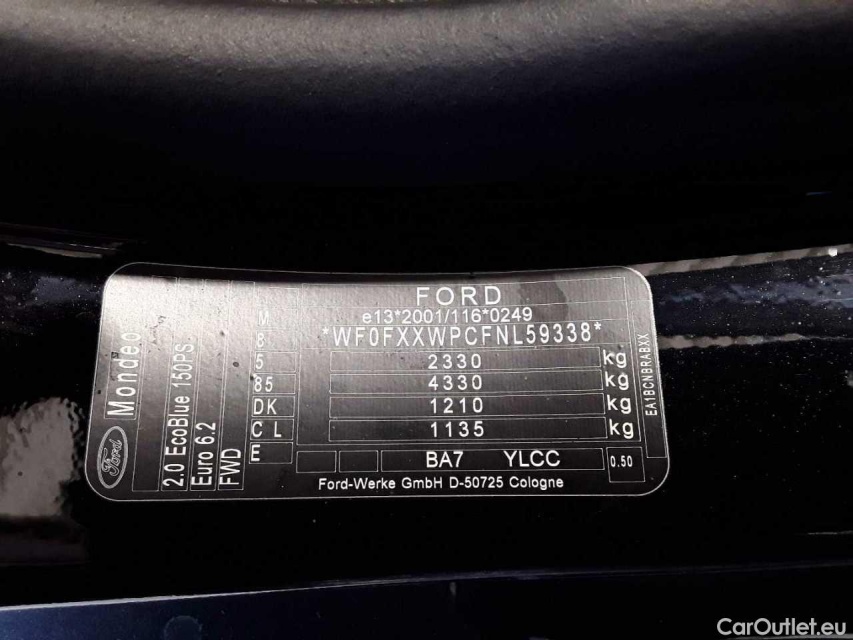 FORD
M e13*2001/116*0249
8 *WF0FXXWPCFNL59338*
5 2330 kg
85 4330 kg
DK 1210 kg
C L 1135 kg
E BA7 YLCC 0.50
Ford-Werke GmbH D-50725 Cologne
Ford
Mondeo
2.0 EcoBlue 150PS
Euro 6.2
FWD
EA1BCNBRABXX
CarOutlet.eu